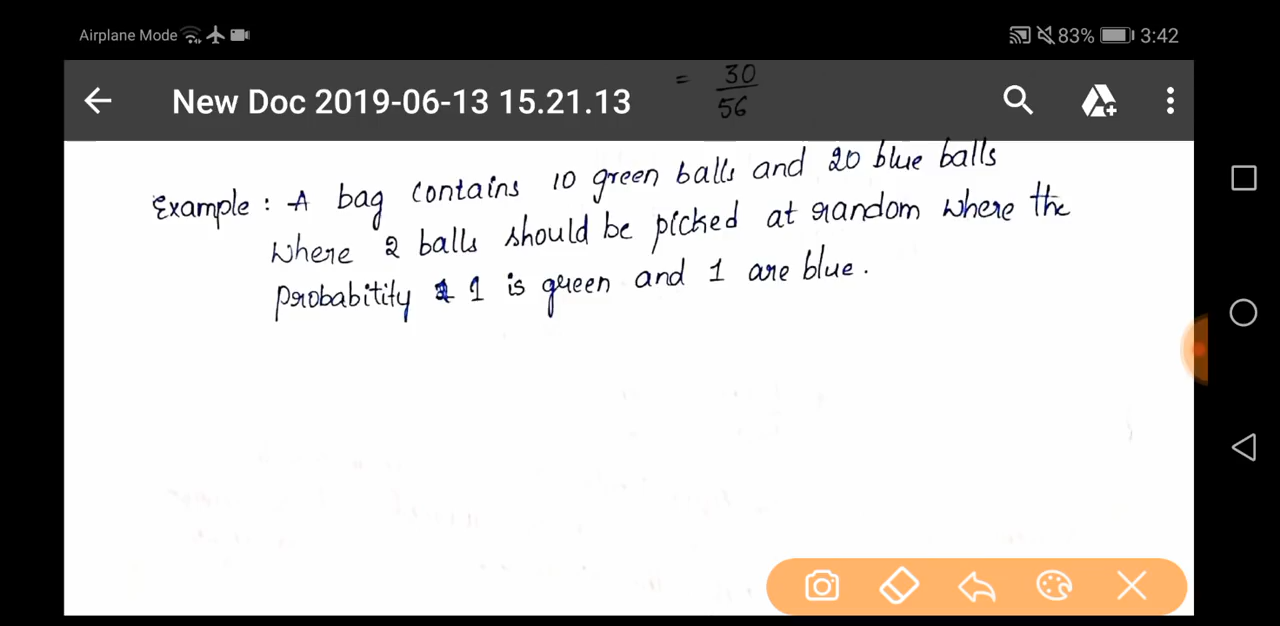 Airplane Mode 83% 3:42
= 30
56
New Doc 2019-06-13 15.21.13
Example : A bag contains 10 green balls and 20 blue balls
where 2 balls should be picked at random where the
probabitity 1 is green and 1 are blue.